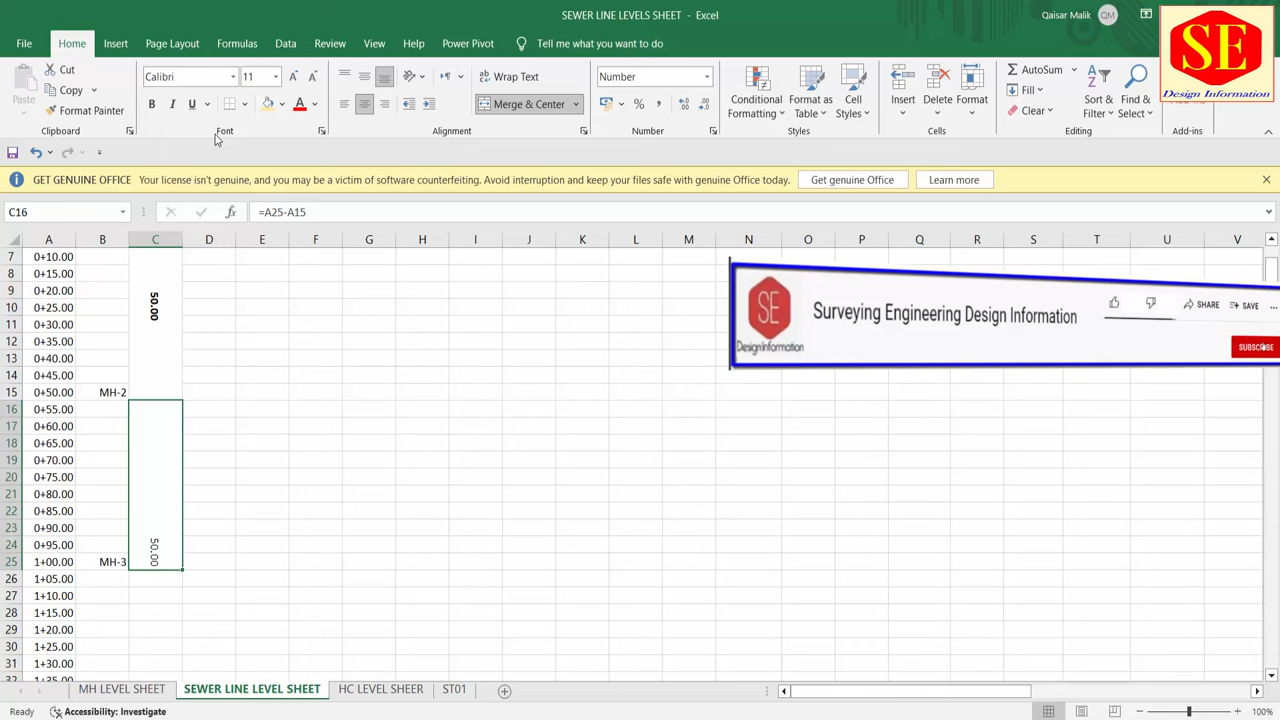 SEWER LINE LEVELS SHEET - Excel
Qaisar Malik QM
SE
Design Information
File Home Insert Page Layout Formulas Data Review View Help Power Pivot Tell me what you want to do
Paste
Cut
Copy
Format Painter
Clipboard
Calibri 11
B I U
Font
Wrap Text
Merge & Center
Alignment
Number
%
Number
Conditional Formatting
Format as Table
Cell Styles
Styles
Insert
Delete
Format
Cells
AutoSum
Fill
Clear
Sort & Filter
Find & Select
Editing
Add-ins
GET GENUINE OFFICE Your license isn't genuine, and you may be a victim of software counterfeiting. Avoid interruption and keep your files safe with genuine Office today. Get genuine Office Learn more
C16 fx =A25-A15
A B C D E F G H I J K L M N O P Q R S T U V
7 0+10.00
8 0+15.00
9 0+20.00
10 0+25.00
50.00
11 0+30.00
12 0+35.00
13 0+40.00
14 0+45.00
15 0+50.00 MH-2
16 0+55.00
17 0+60.00
18 0+65.00
19 0+70.00
20 0+75.00
21 0+80.00
22 0+85.00
23 0+90.00
24 0+95.00
50.00
25 1+00.00 MH-3
26 1+05.00
27 1+10.00
28 1+15.00
29 1+20.00
30 1+25.00
31 1+30.00
SE
Design Information
Surveying Engineering Design Information
SHARE
SAVE
SUBSCRIBE
MH LEVEL SHEET SEWER LINE LEVEL SHEET HC LEVEL SHEER ST01
Ready Accessibility: Investigate 100%